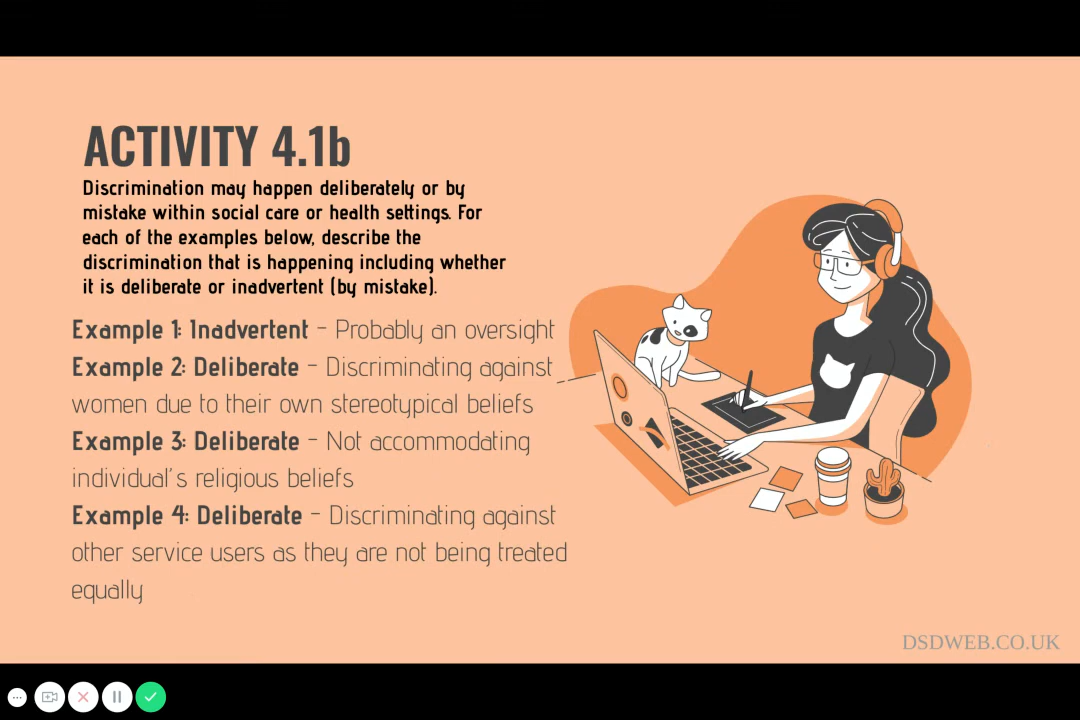 ACTIVITY 4.1b
Discrimination may happen deliberately or by
mistake within social care or health settings. For
each of the examples below, describe the
discrimination that is happening including whether
it is deliberate or inadvertent (by mistake).
Example 1: Inadvertent - Probably an oversight
Example 2: Deliberate - Discriminating against
women due to their own stereotypical beliefs
Example 3: Deliberate - Not accommodating
individual's religious beliefs
Example 4: Deliberate - Discriminating against
other service users as they are not being treated
equally
DSDWEB.CO.UK